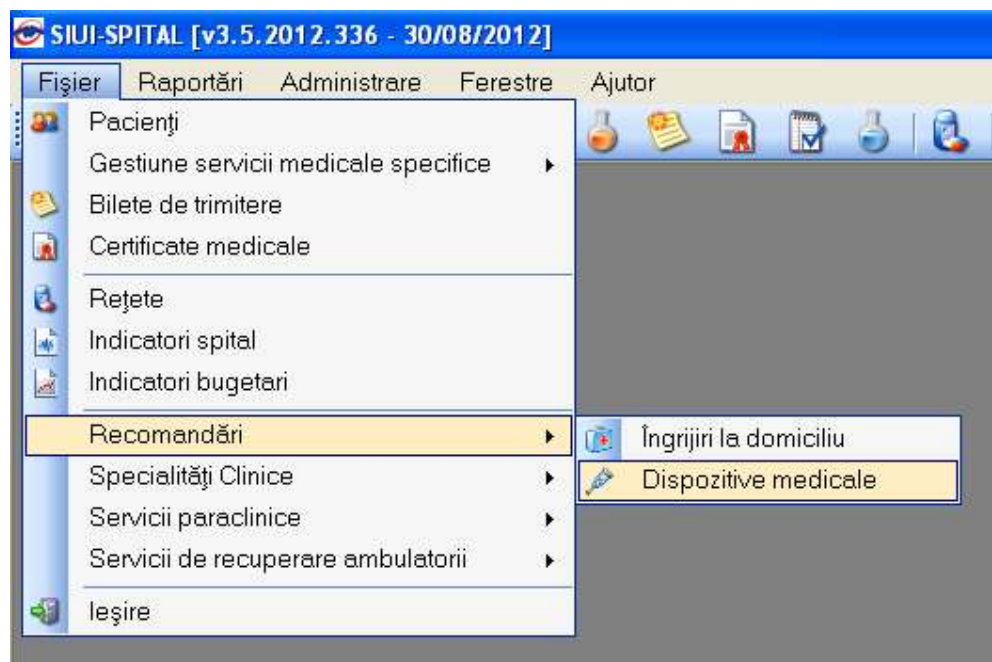 SIUI-SPITAL [v3.5.2012.336 - 30/08/2012]
Fişier Raportări Administrare Ferestre Ajutor
Pacienţi
Gestiune servicii medicale specifice
Bilete de trimitere
Certificate medicale
Reţete
Indicatori spital
Indicatori bugetari
Recomandări
Îngrijiri la domiciliu
Dispozitive medicale
Specialităţi Clinice
Servicii paraclinice
Servicii de recuperare ambulatorii
Ieşire